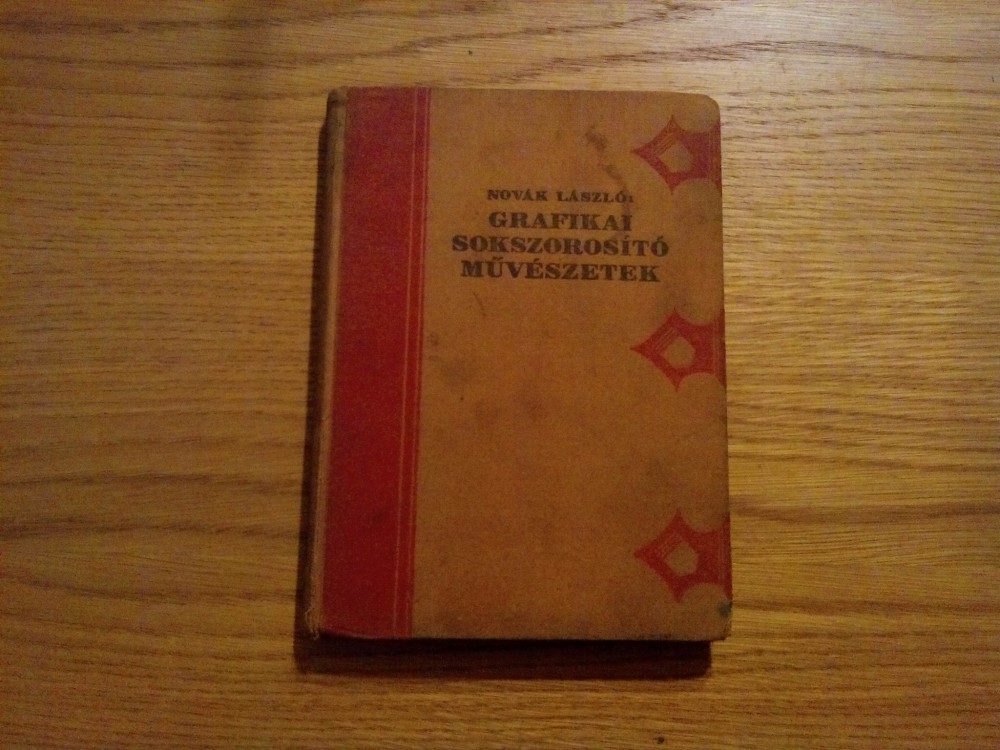 NOVÁK LÁSZLÓ:
GRAFIKAI
SOKSZOROSÍTÓ
MŰVÉSZETEK